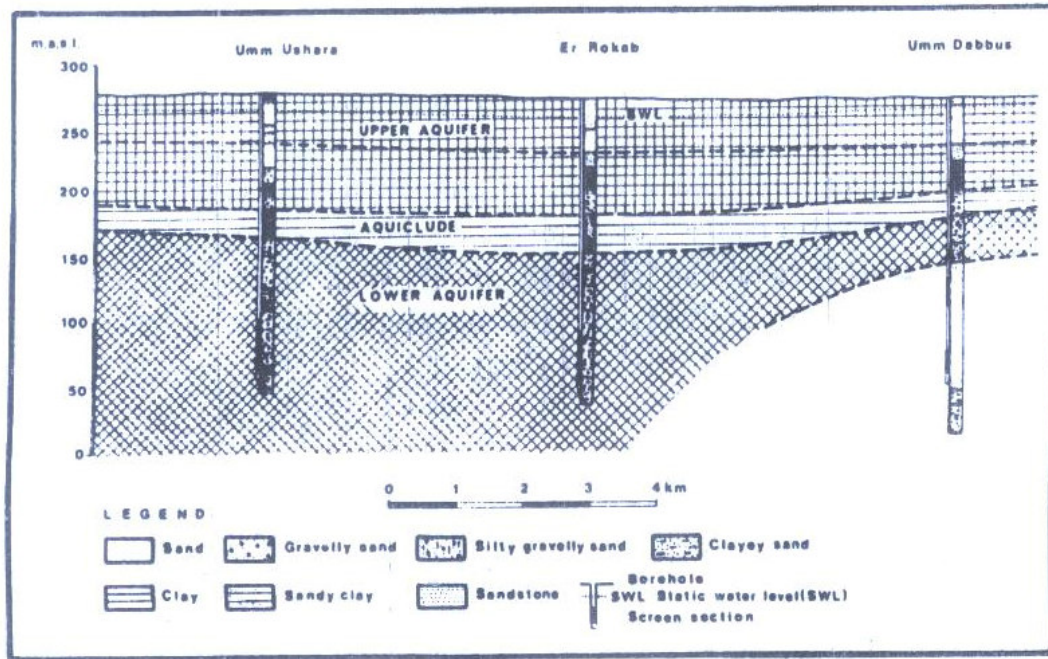 m.a.s.l. Umm Ushara Er Rokab Umm Dabbus
300
250
200
150
100
50
0
SWL
UPPER AQUIFER
AQUICLUDE
LOWER AQUIFER
0 1 2 3 4 km
LEGEND
Sand Gravelly sand Silty gravelly sand Clayey sand
Clay Sandy clay Sandstone Borehole
SWL Static water level(SWL)
Screen section